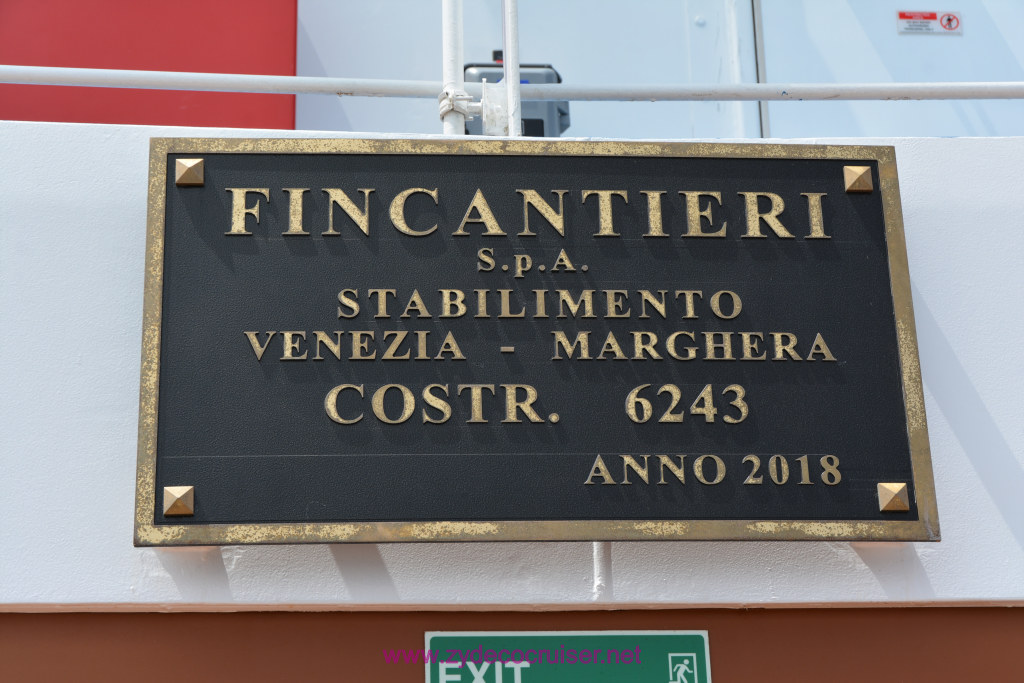 FINCANTIERI
S.p.A.
STABILIMENTO
VENEZIA - MARGHERA
COSTR. 6243
ANNO 2018
www.zydecocruiser.net
EXIT